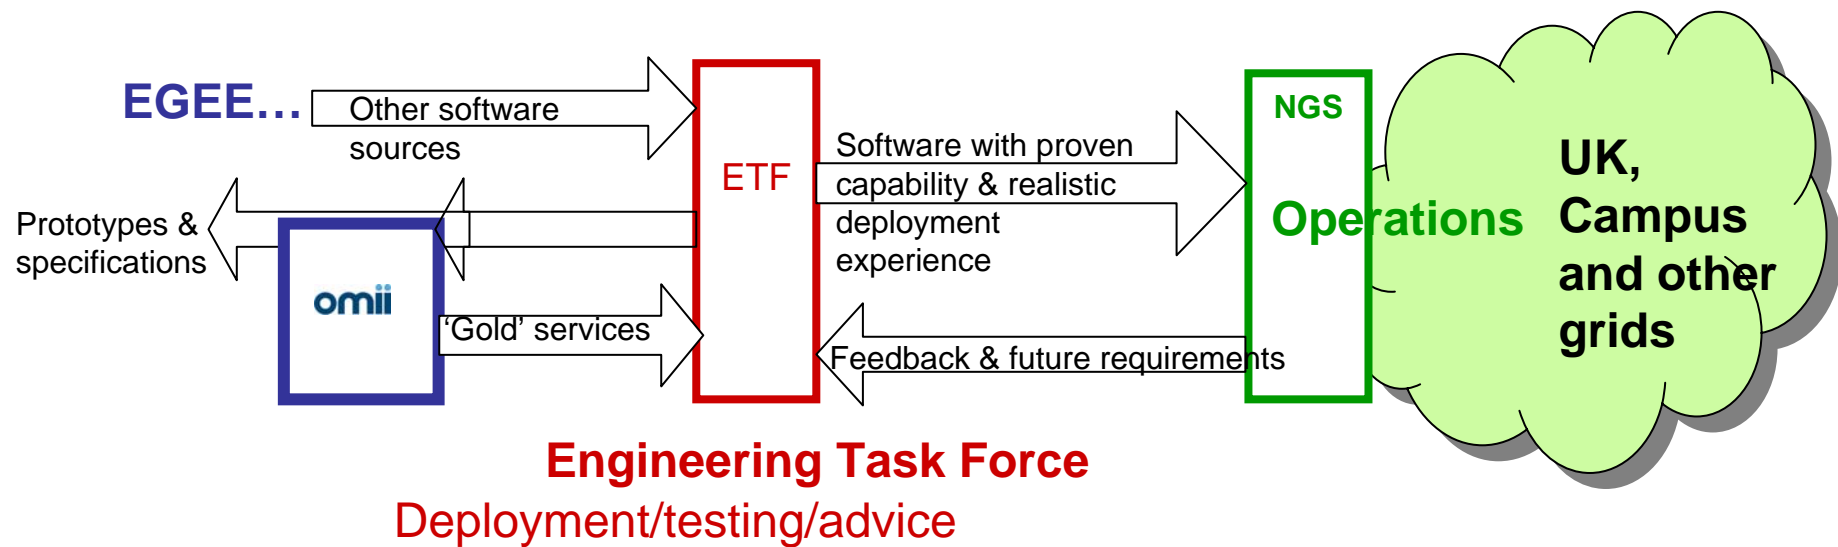 EGEE…
Other software
sources
Prototypes &
specifications
omii
‘Gold’ services
ETF
Software with proven
capability & realistic
deployment
experience
Feedback & future requirements
NGS
Operations
UK,
Campus
and other
grids
Engineering Task Force
Deployment/testing/advice